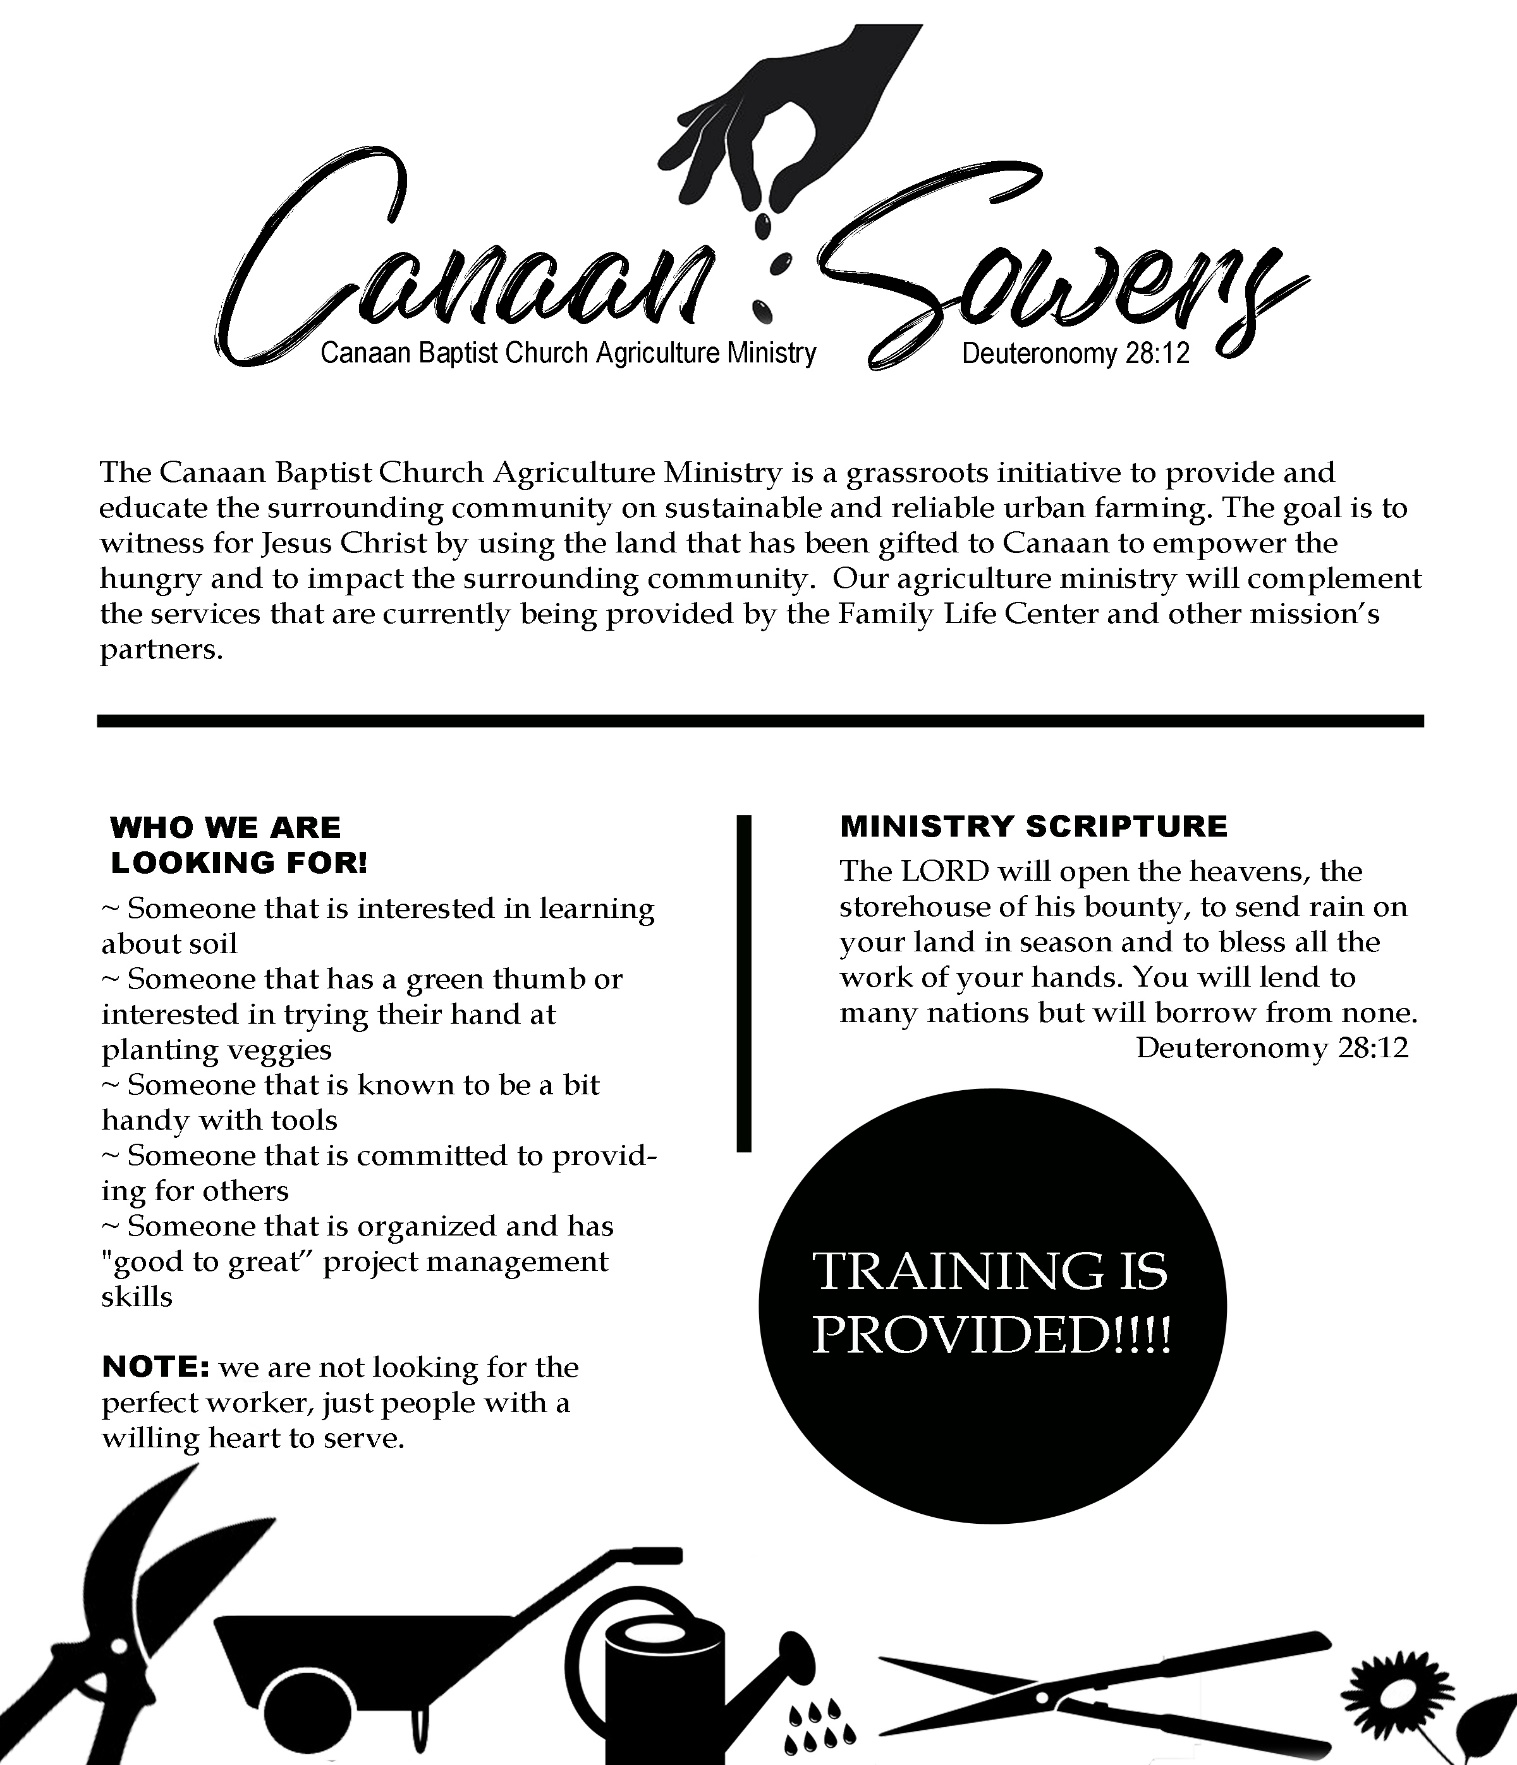 Canaan Sowers
Canaan Baptist Church Agriculture Ministry Deuteronomy 28:12
The Canaan Baptist Church Agriculture Ministry is a grassroots initiative to provide and
educate the surrounding community on sustainable and reliable urban farming. The goal is to
witness for Jesus Christ by using the land that has been gifted to Canaan to empower the
hungry and to impact the surrounding community.  Our agriculture ministry will complement
the services that are currently being provided by the Family Life Center and other mission’s
partners.
WHO WE ARE
LOOKING FOR!
~ Someone that is interested in learning
about soil
~ Someone that has a green thumb or
interested in trying their hand at
planting veggies
~ Someone that is known to be a bit
handy with tools
~ Someone that is committed to provid-
ing for others
~ Someone that is organized and has
"good to great” project management
skills
NOTE: we are not looking for the
perfect worker, just people with a
willing heart to serve.
MINISTRY SCRIPTURE
The LORD will open the heavens, the
storehouse of his bounty, to send rain on
your land in season and to bless all the
work of your hands. You will lend to
many nations but will borrow from none.
Deuteronomy 28:12
TRAINING IS
PROVIDED!!!!